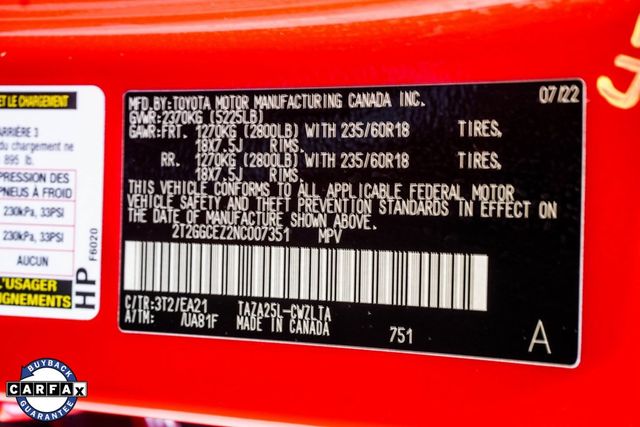 ET LE CHARGEMENT
ARRIÈRE 3
du chargement ne
895 lb.
PRESSION DES
PNEUS À FROID
230kPa, 33PSI
230kPa, 33PSI
AUCUN
L'USAGER
HP
F6020
MFD.BY:TOYOTA MOTOR MANUFACTURING CANADA INC. 07/22
GVWR:2370KG (5225LB)
GAWR:FRT. 1270KG (2800LB) WITH 235/60R18 TIRES,
18X7.5J RIMS.
RR. 1270KG (2800LB) WITH 235/60R18 TIRES,
18X7.5J RIMS.
THIS VEHICLE CONFORMS TO ALL APPLICABLE FEDERAL MOTOR
VEHICLE SAFETY AND THEFT PREVENTION STANDARDS IN EFFECT ON
THE DATE OF MANUFACTURE SHOWN ABOVE.
2T2GGCEZ2NC007351 MPV
C/TR:3T2/EA21 TAZA25L-CWZLTA
A/TM: /UA81F MADE IN CANADA 751 A
BUYBACK
CARFAX
GUARANTEE